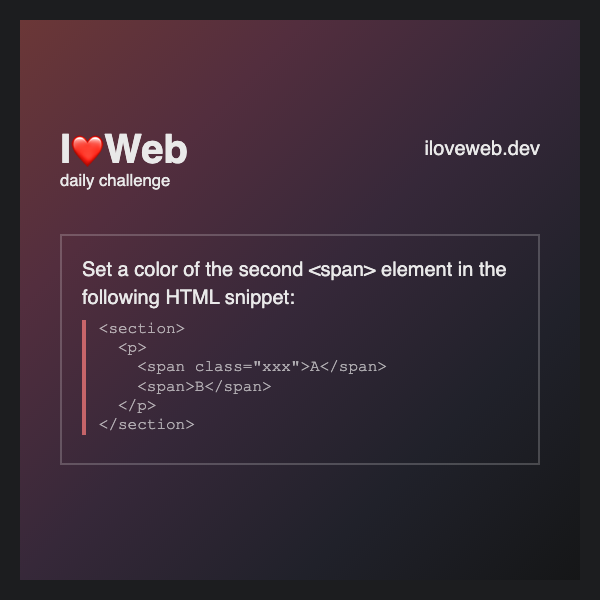 I❤️Web
iloveweb.dev
daily challenge
Set a color of the second <span> element in the
following HTML snippet:
<section>
  <p>
    <span class="xxx">A</span>
    <span>B</span>
  </p>
</section>